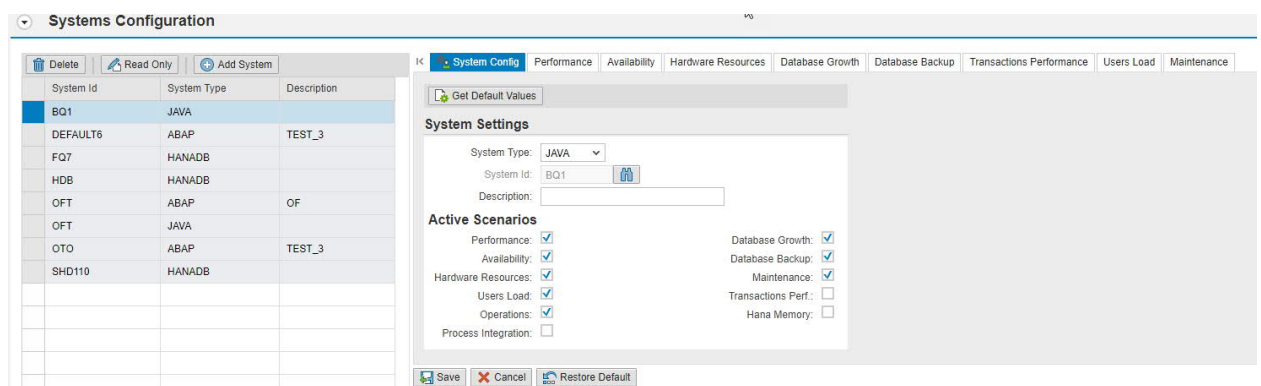 Systems Configuration
Delete Read Only Add System
System Id System Type Description
BQ1 JAVA
DEFAULT6 ABAP TEST_3
FQ7 HANADB
HDB HANADB
OFT ABAP OF
OFT JAVA
OTO ABAP TEST_3
SHD110 HANADB
System Config Performance Availability Hardware Resources Database Growth Database Backup Transactions Performance Users Load Maintenance
Get Default Values
System Settings
System Type: JAVA
System Id: BQ1
Description:
Active Scenarios
Performance: Database Growth:
Availability: Database Backup:
Hardware Resources: Maintenance:
Users Load: Transactions Perf.:
Operations: Hana Memory:
Process Integration:
Save Cancel Restore Default